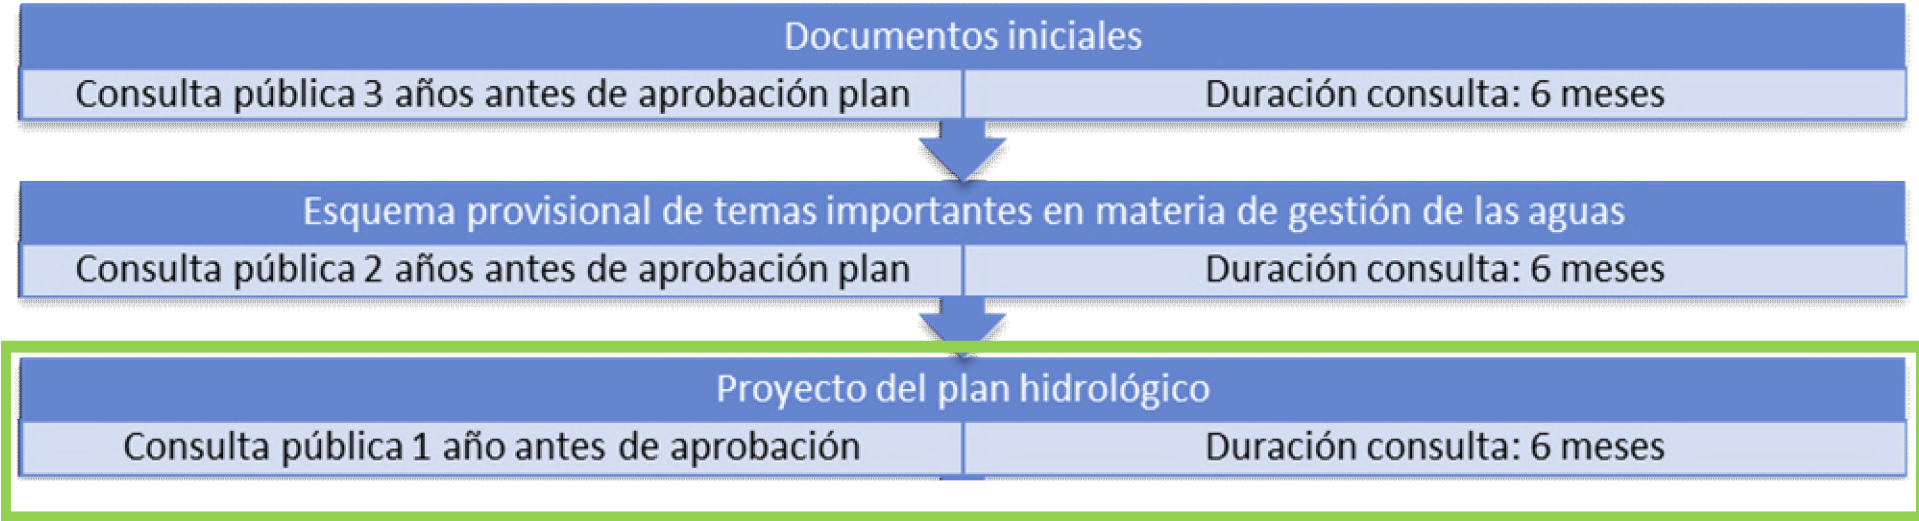 Documentos iniciales
Consulta pública 3 años antes de aprobación plan
Duración consulta: 6 meses
Esquema provisional de temas importantes en materia de gestión de las aguas
Consulta pública 2 años antes de aprobación plan
Duración consulta: 6 meses
Proyecto del plan hidrológico
Consulta pública 1 año antes de aprobación
Duración consulta: 6 meses